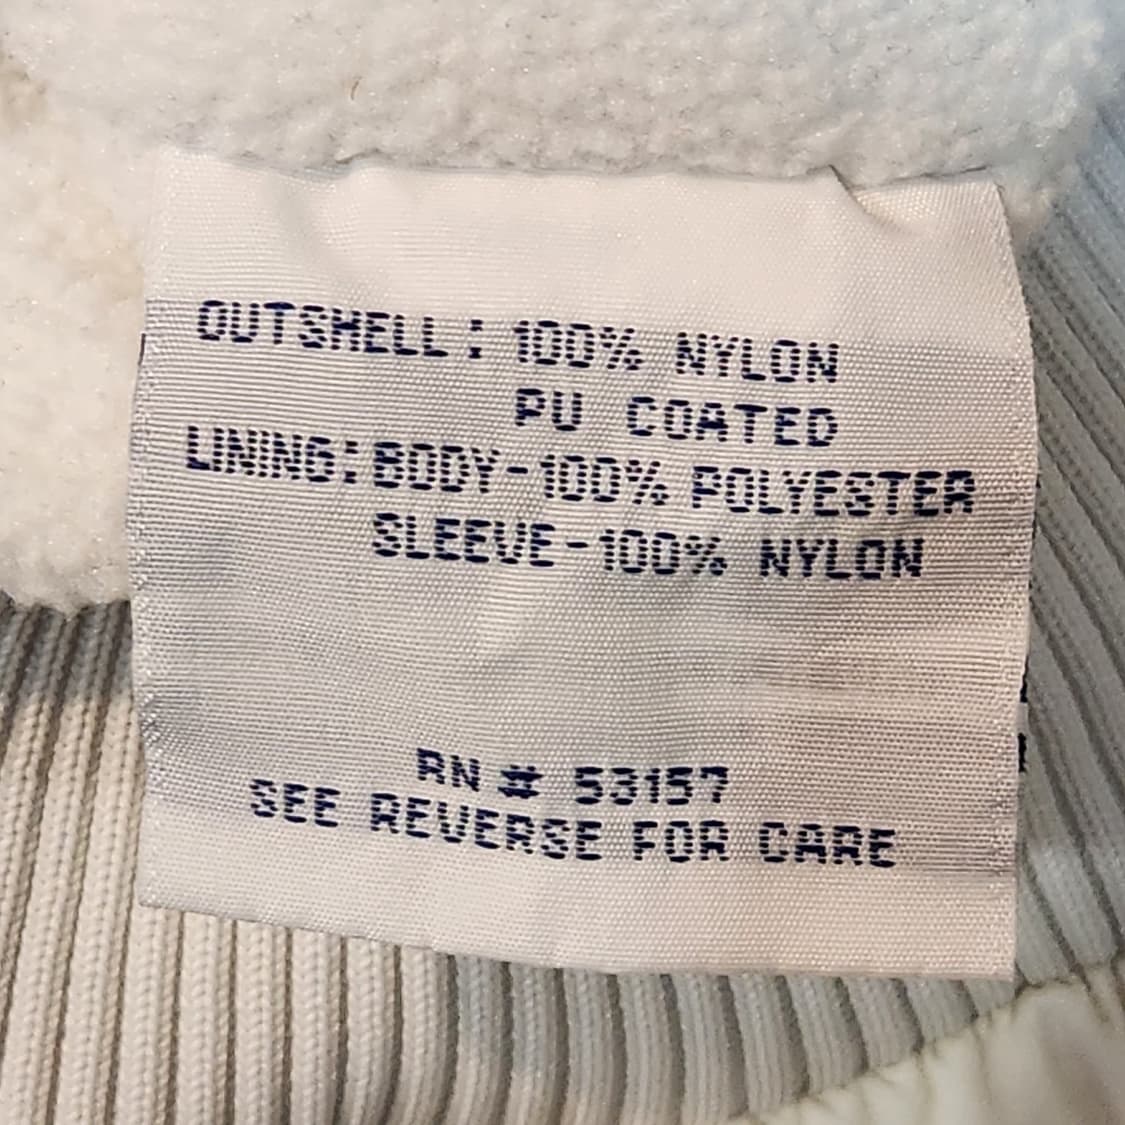 OUTSHELL: 100% NYLON
PU COATED
LINING: BODY-100% POLYESTER
SLEEVE-100% NYLON
RN # 53157
SEE REVERSE FOR CARE